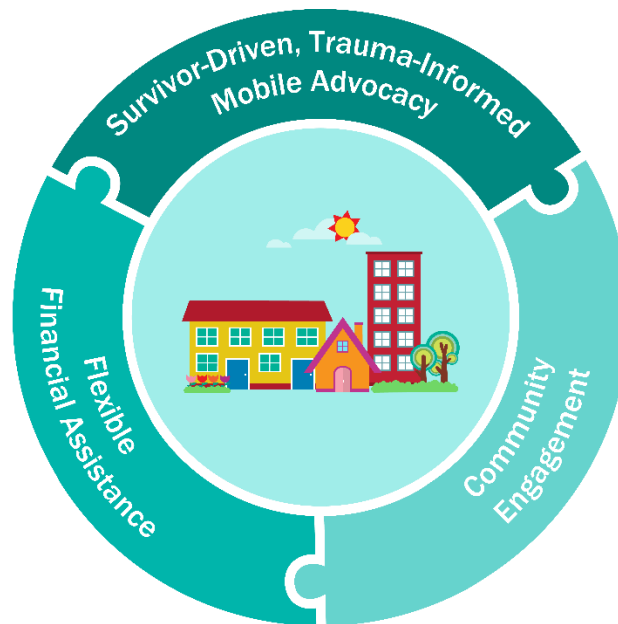 Survivor-Driven, Trauma-Informed
Mobile Advocacy
Flexible
Financial Assistance
Community
Engagement